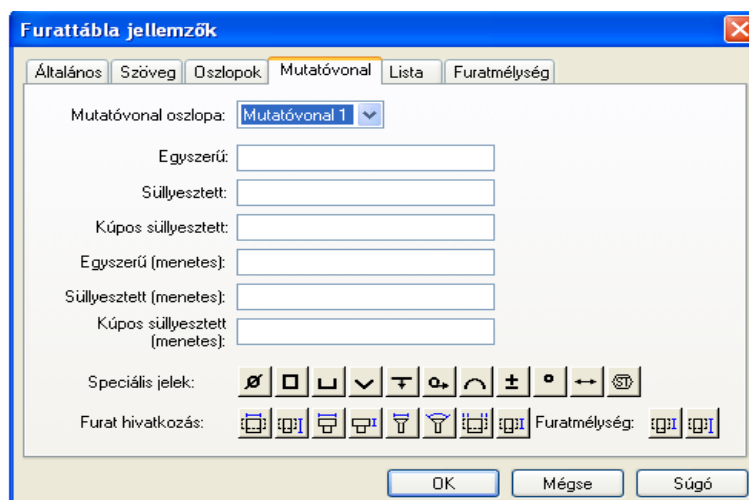 Furattábla jellemzők
Általános Szöveg Oszlopok Mutatóvonal Lista Furatmélység
Mutatóvonal oszlopa: Mutatóvonal 1
Egyszerű:
Süllyesztett:
Kúpos süllyesztett:
Egyszerű (menetes):
Süllyesztett (menetes):
Kúpos süllyesztett
(menetes):
Speciális jelek:
Furat hivatkozás: Furatmélység:
OK Mégse Súgó